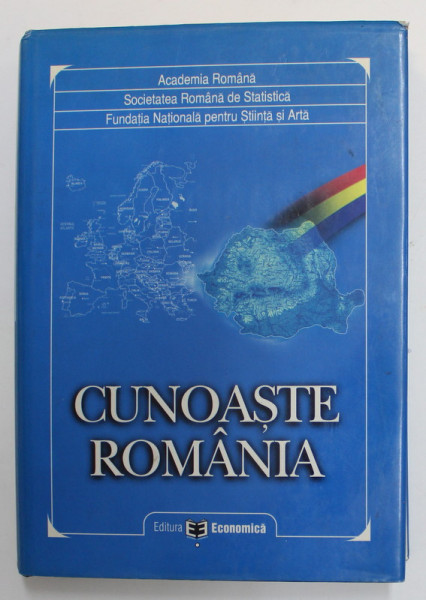 Academia Română
Societatea Română de Statistică
Fundația Națională pentru Știință și Artă
CUNOAȘTE
ROMÂNIA
Editura Economică